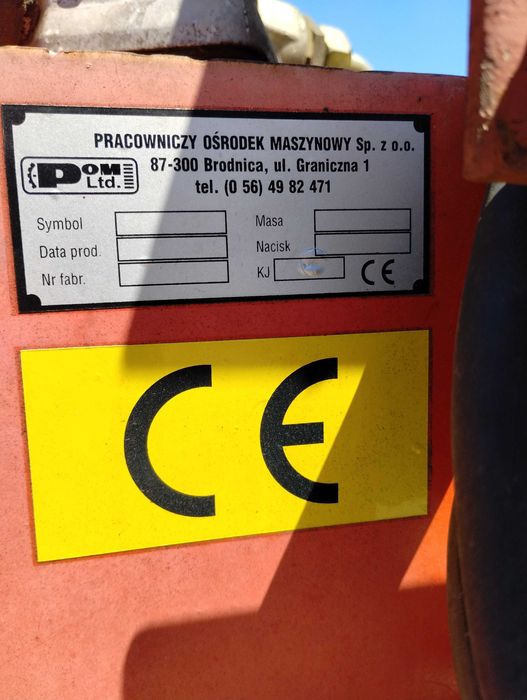 PRACOWNICZY OŚRODEK MASZYNOWY Sp. z o.o.
POM Ltd.
87-300 Brodnica, ul. Graniczna 1
tel. (0 56) 49 82 471
Symbol
Masa
Data prod.
Nacisk
Nr fabr.
KJ
CE
CE